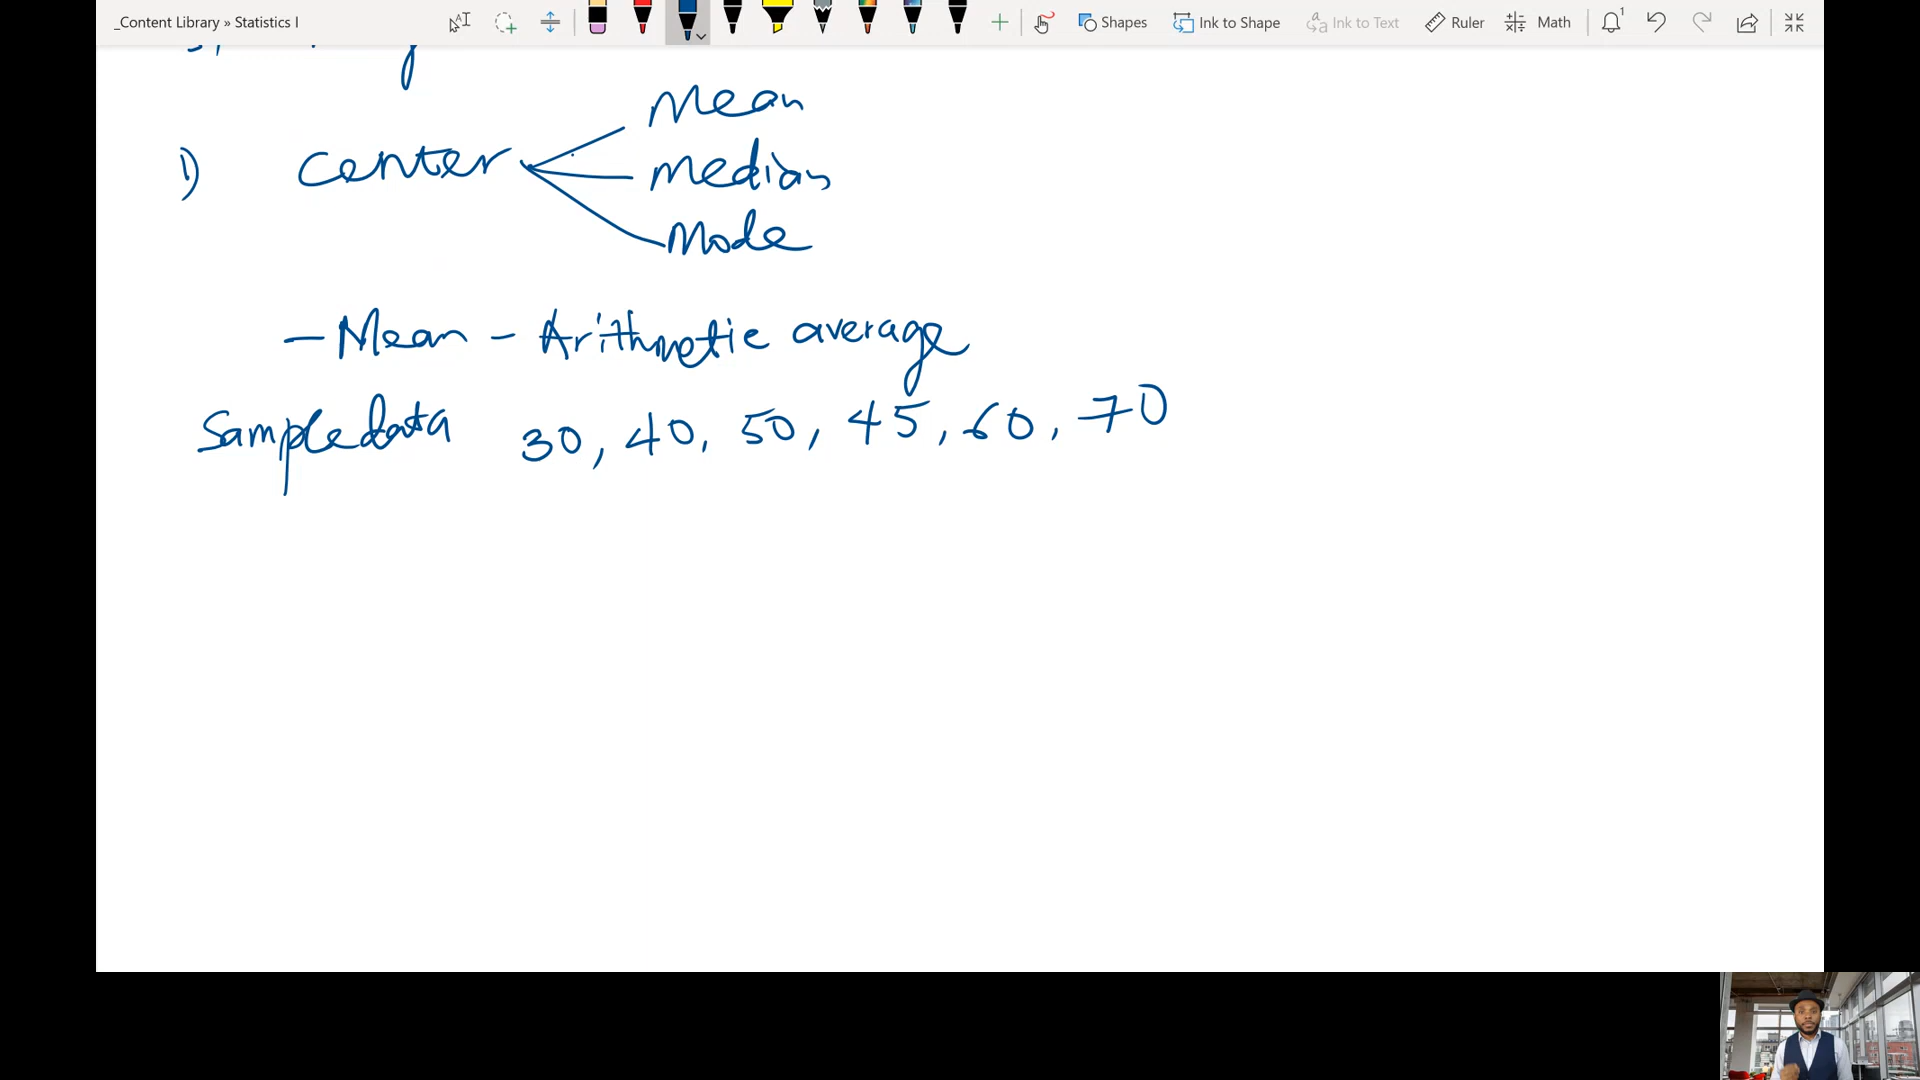 _Content Library » Statistics I
Shapes Ink to Shape Ink to Text Ruler Math 1
Mean
1) Center median
Mode
- Mean - Arithmetic average
Sample data 30, 40, 50, 45, 60, 70